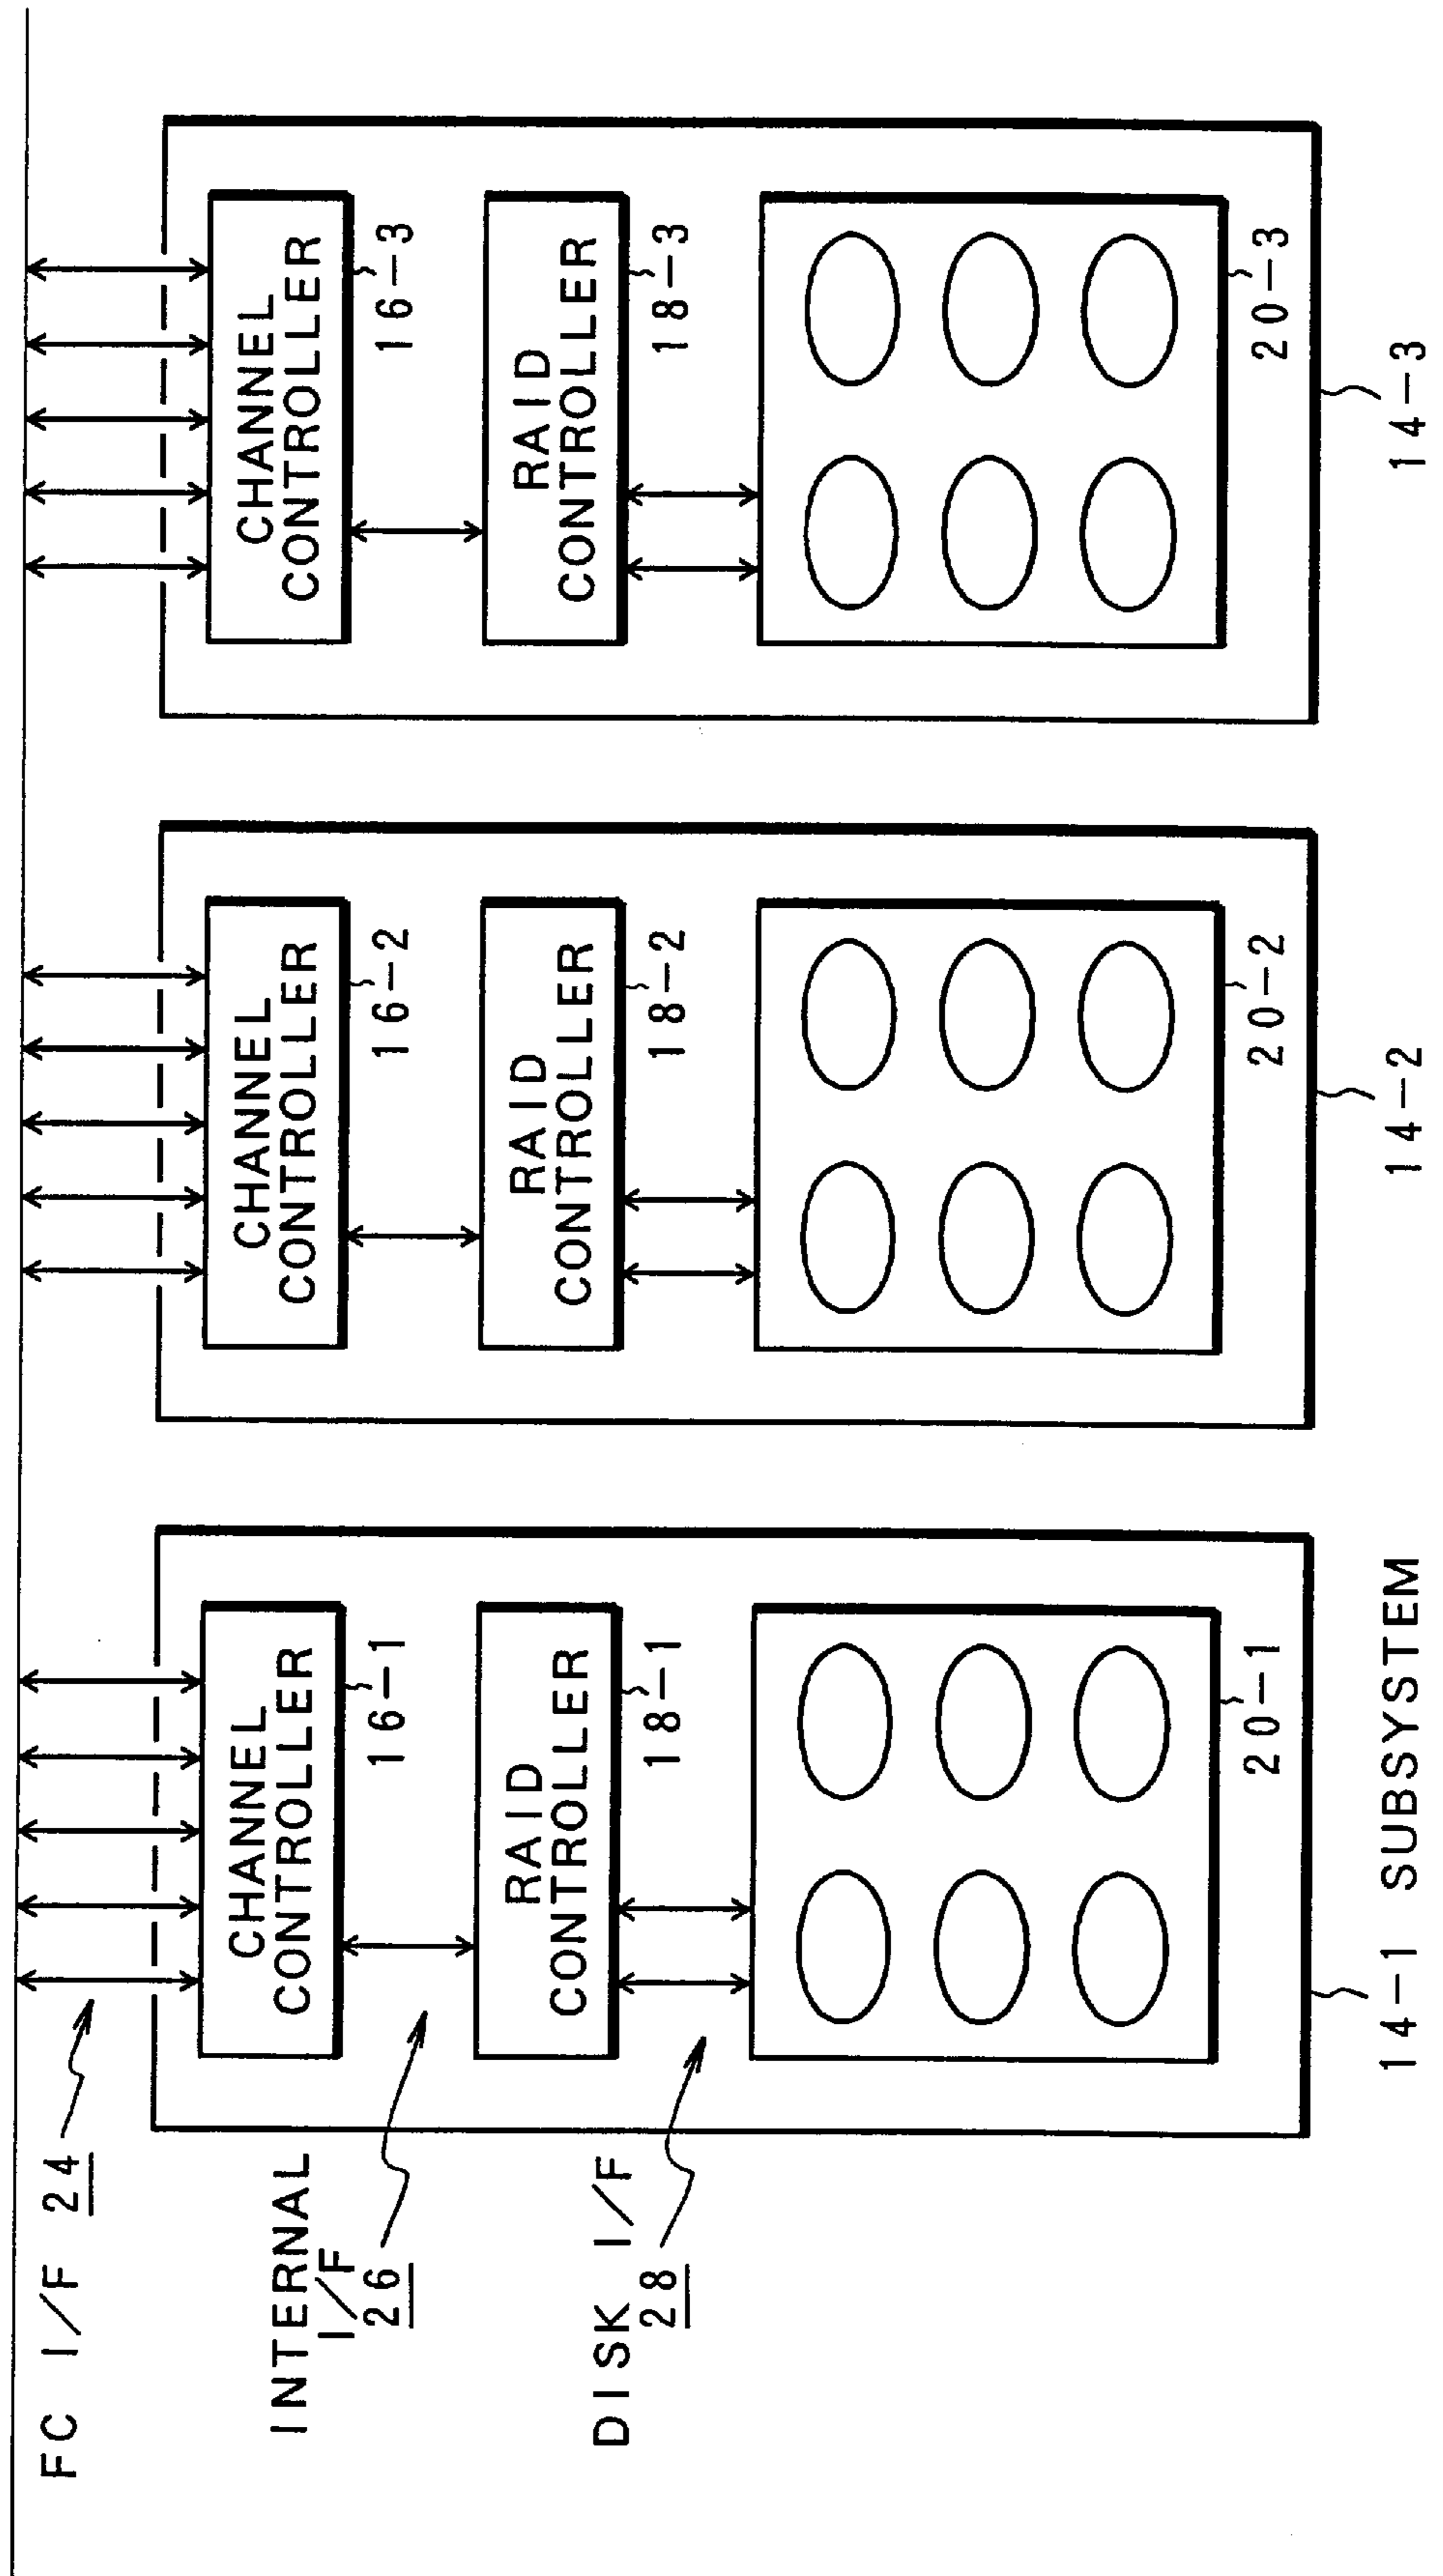 FC I/F 24
INTERNAL
I/F
26
DISK I/F
28
CHANNEL
CONTROLLER
16-1
RAID
CONTROLLER
18-1
20-1
14-1 SUBSYSTEM
CHANNEL
CONTROLLER
16-2
RAID
CONTROLLER
18-2
20-2
14-2
CHANNEL
CONTROLLER
16-3
RAID
CONTROLLER
18-3
20-3
14-3